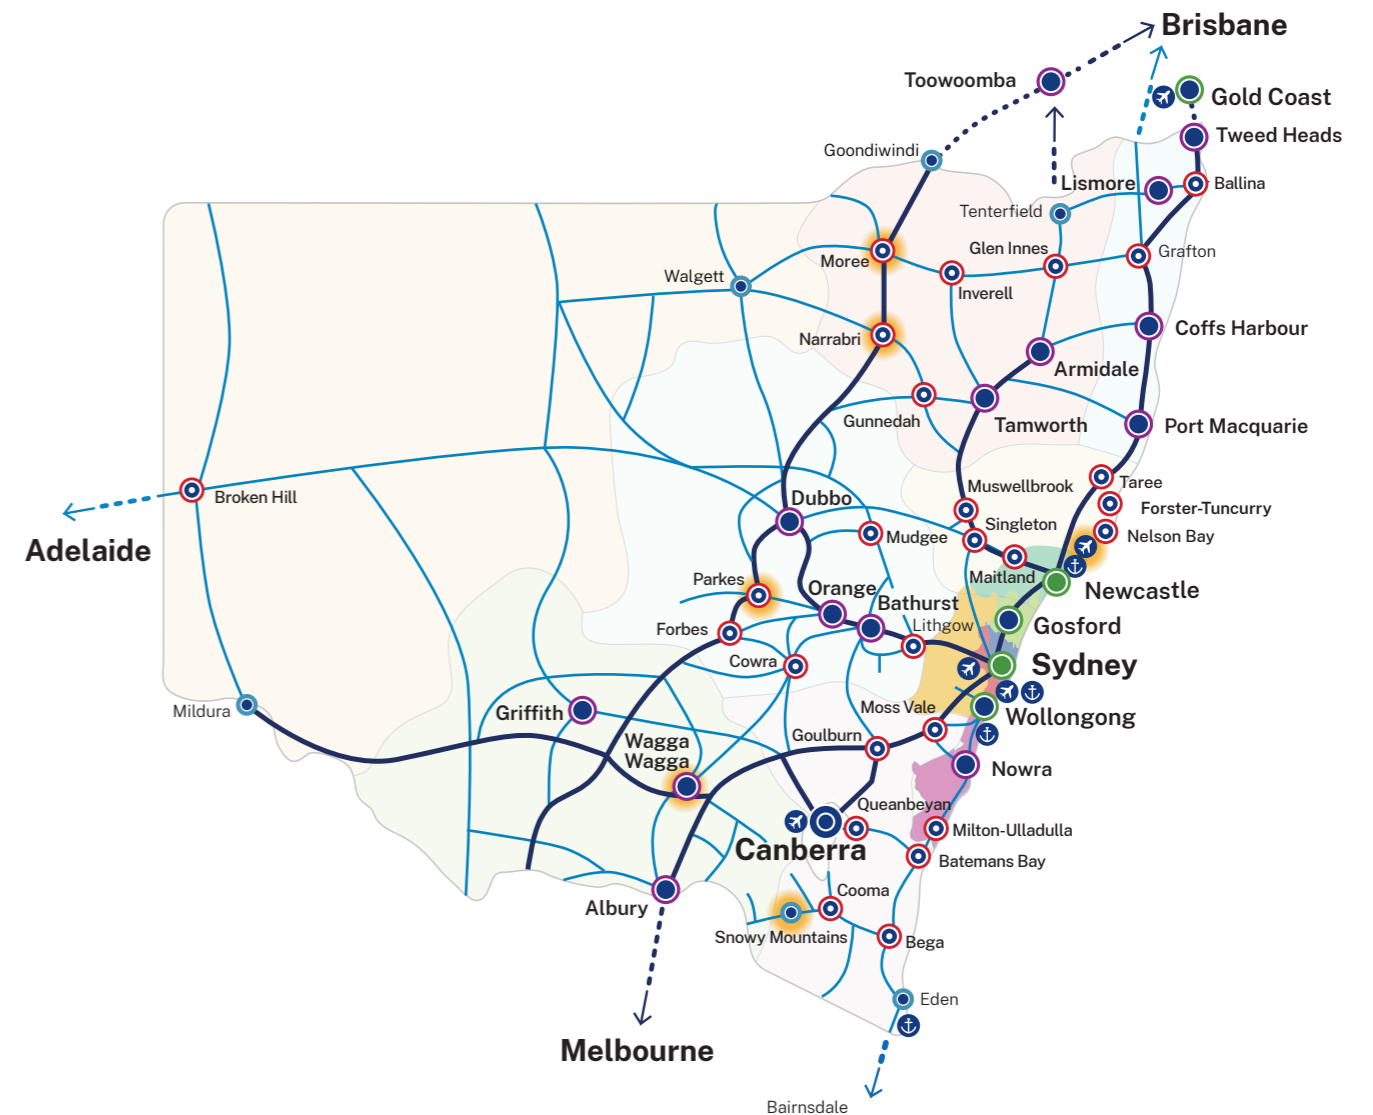 Brisbane
Toowoomba
Gold Coast
Tweed Heads
Goondiwindi
Lismore
Ballina
Tenterfield
Glen Innes
Grafton
Moree
Walgett
Inverell
Coffs Harbour
Narrabri
Armidale
Gunnedah
Tamworth
Port Macquarie
Taree
Muswellbrook
Broken Hill
Dubbo
Forster-Tuncurry
Singleton
Nelson Bay
Mudgee
Adelaide
Maitland
Parkes
Orange
Newcastle
Bathurst
Lithgow
Gosford
Forbes
Cowra
Sydney
Mildura
Griffith
Moss Vale
Wollongong
Goulburn
Wagga
Wagga
Nowra
Queanbeyan
Milton-Ulladulla
Canberra
Batemans Bay
Cooma
Albury
Snowy Mountains
Bega
Eden
Melbourne
Bairnsdale